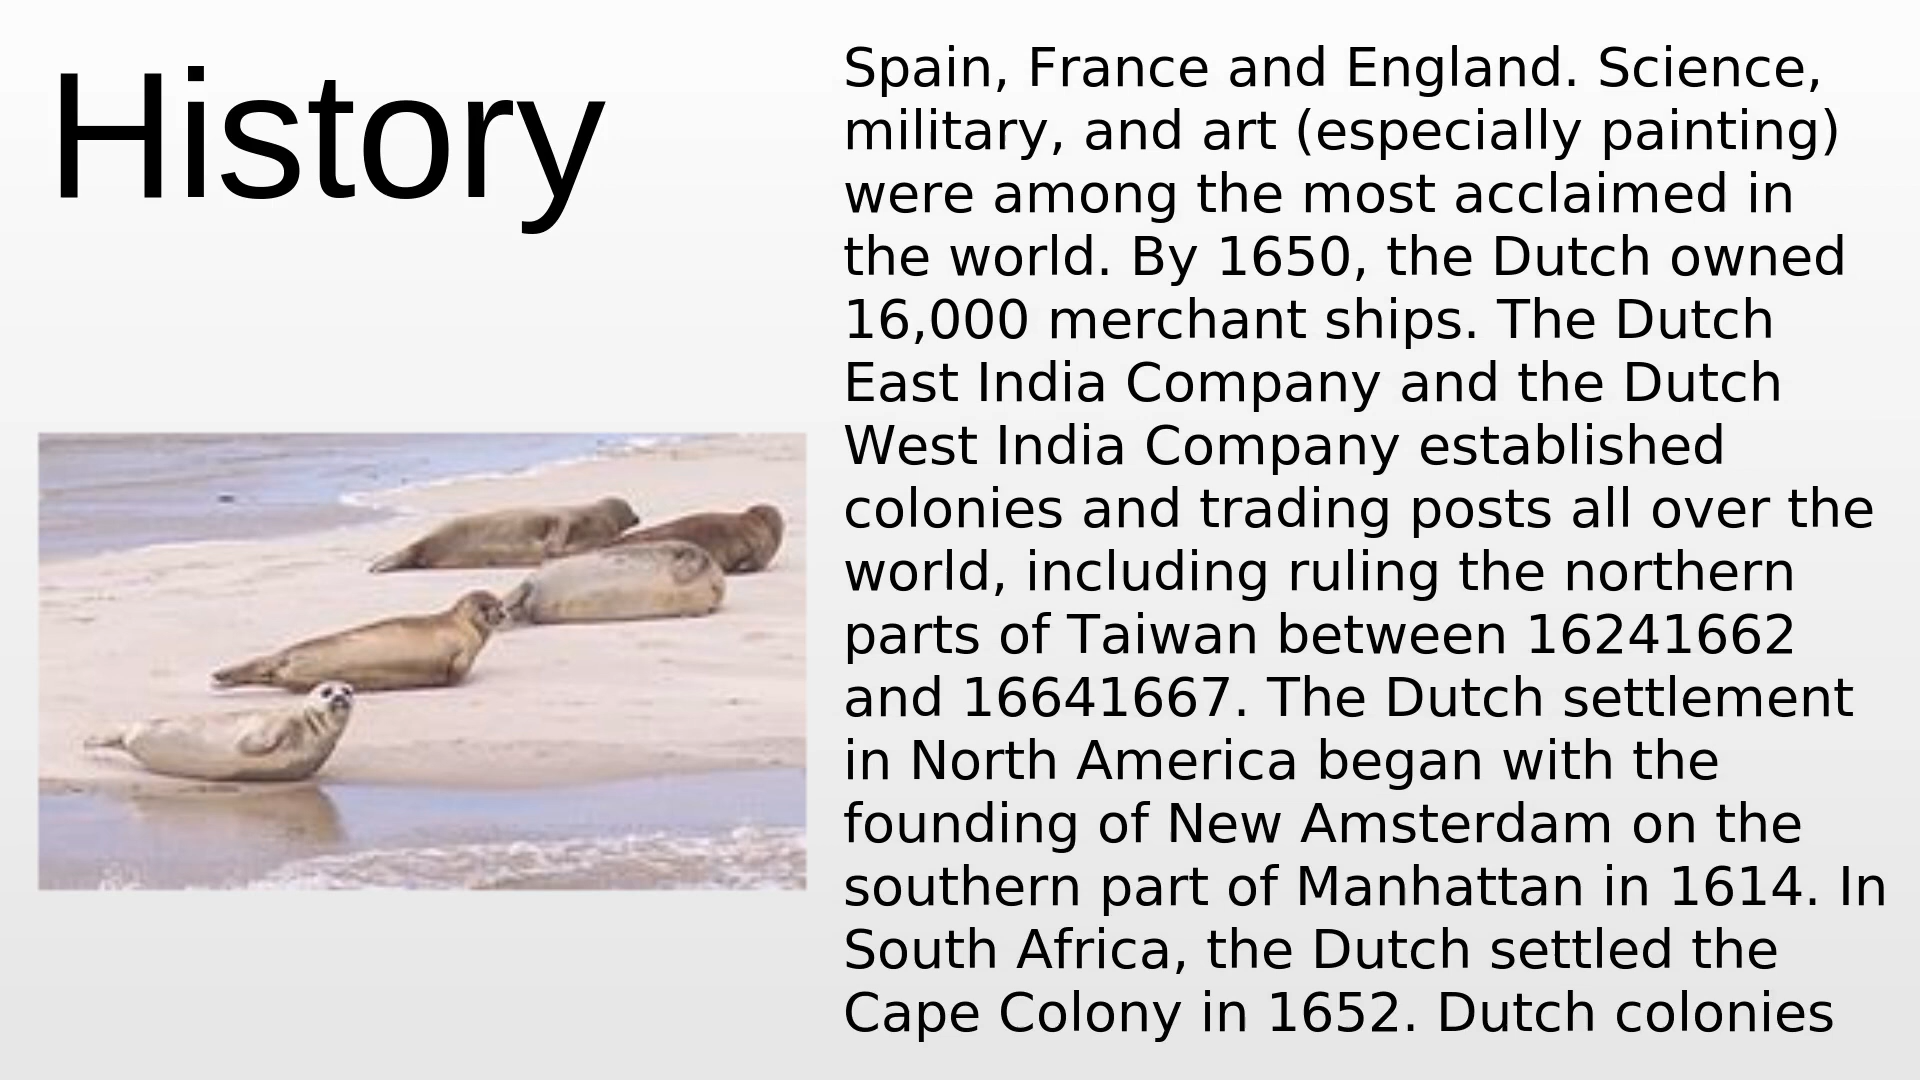 History
Spain, France and England. Science,
military, and art (especially painting)
were among the most acclaimed in
the world. By 1650, the Dutch owned
16,000 merchant ships. The Dutch
East India Company and the Dutch
West India Company established
colonies and trading posts all over the
world, including ruling the northern
parts of Taiwan between 16241662
and 16641667. The Dutch settlement
in North America began with the
founding of New Amsterdam on the
southern part of Manhattan in 1614. In
South Africa, the Dutch settled the
Cape Colony in 1652. Dutch colonies